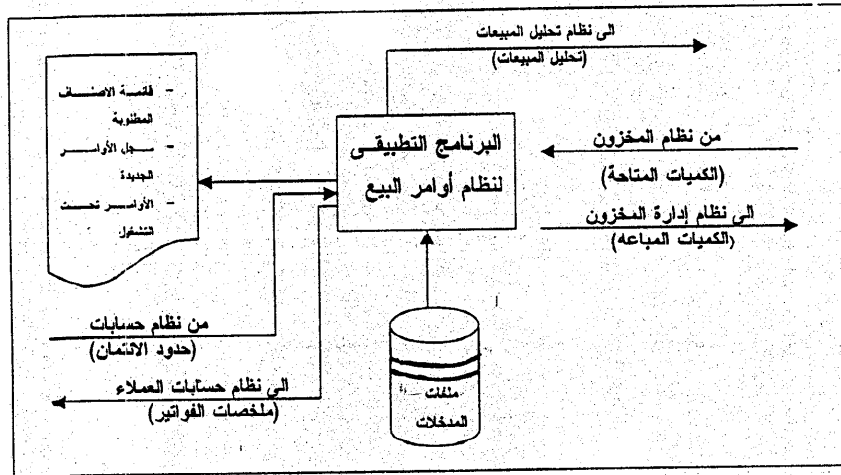 الى نظام تحليل المبيعات
(تحليل المبيعات)
- قائمة الاصناف
المطلوبة
- سجل الأوامر
الجديدة
- الأوامر تحت
التشغول
البرنامج التطبيقى
لنظام أوامر البيع
من نظام المخزون
(الكميات المتاحة)
الى نظام إدارة المخزون
(الكميات المباعه)
من نظام حسابات
(حدود الائتمان)
الى نظام حسابات العملاء
(ملخصات الفواتير)
ملفات
المدخلات